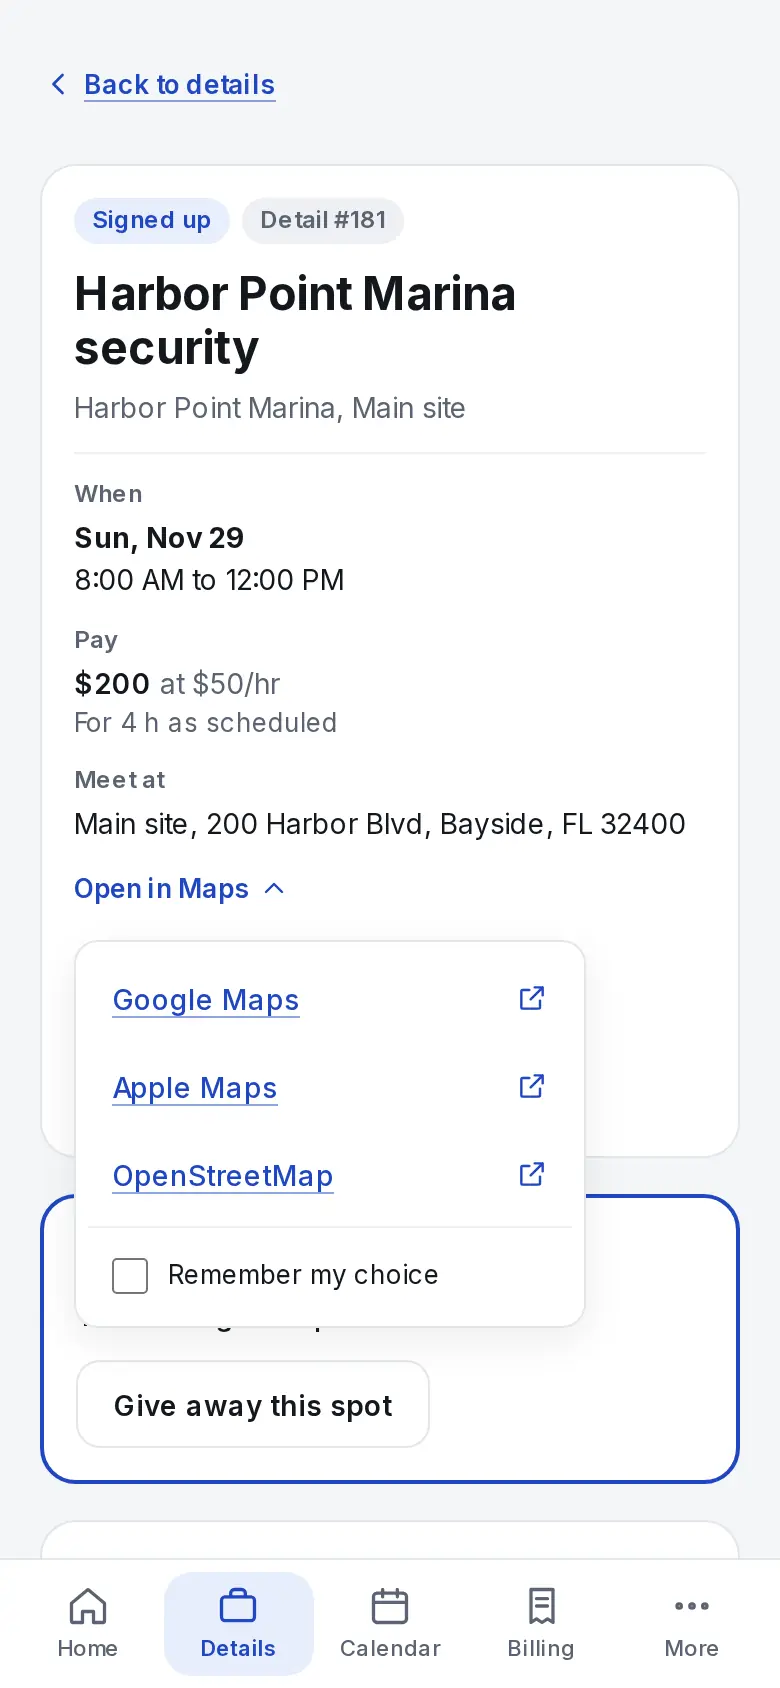 Back to details
Signed up
Detail #181
Harbor Point Marina
security
Harbor Point Marina, Main site
When
Sun, Nov 29
8:00 AM to 12:00 PM
Pay
$200 at $50/hr
For 4 h as scheduled
Meet at
Main site, 200 Harbor Blvd, Bayside, FL 32400
Open in Maps
Google Maps
Apple Maps
OpenStreetMap
Remember my choice
Give away this spot
Home
Details
Calendar
Billing
More